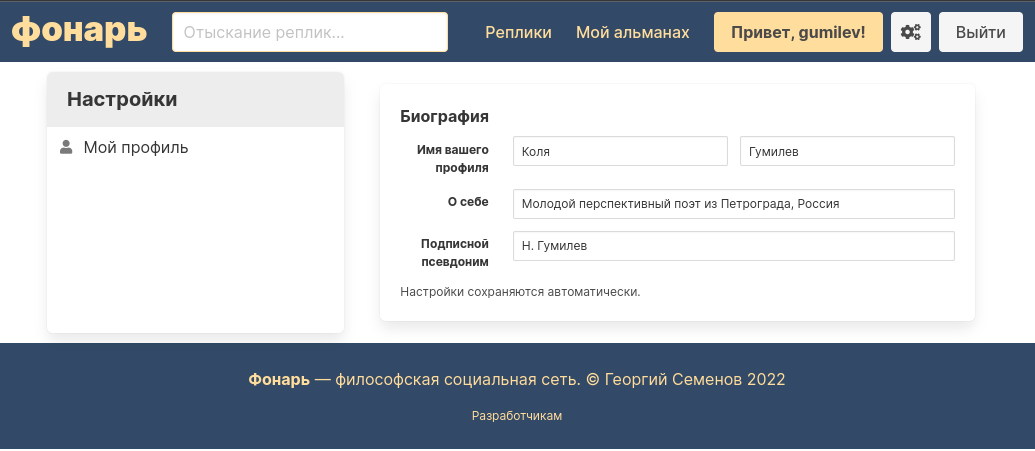 фонарь
Отыскание реплик...
Реплики
Мой альманах
Привет, gumilev!
Выйти
Настройки
Мой профиль
Биография
Имя вашего
профиля
Коля
Гумилев
О себе
Молодой перспективный поэт из Петрограда, Россия
Подписной
псевдоним
Н. Гумилев
Настройки сохраняются автоматически.
Фонарь — философская социальная сеть. © Георгий Семенов 2022
Разработчикам